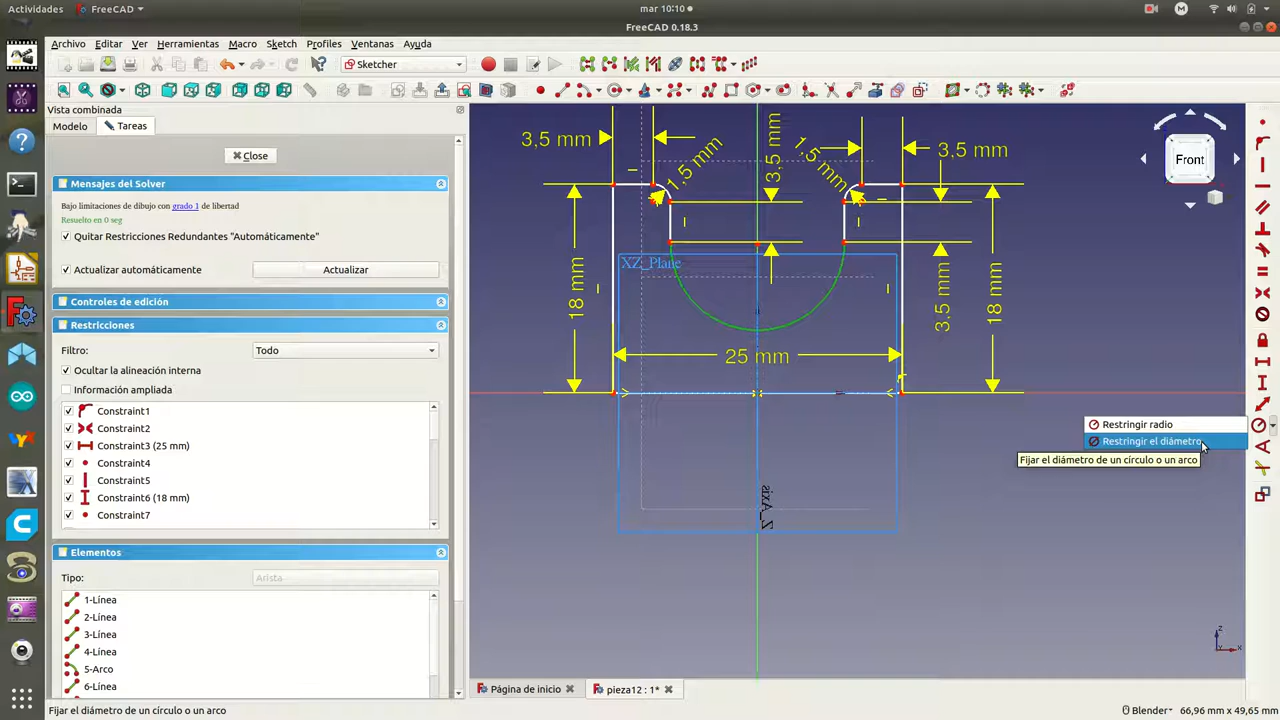 Actividades
FreeCAD
mar 10:10
FreeCAD 0.18.3
Archivo Editar Ver Herramientas Macro Sketch Profiles Ventanas Ayuda
Sketcher
Vista combinada
Modelo Tareas
Close
Mensajes del Solver
Bajo limitaciones de dibujo con grado 1 de libertad
Resuelto en 0 seg
Quitar Restricciones Redundantes "Automáticamente"
Actualizar automáticamente
Actualizar
Controles de edición
Restricciones
Filtro: Todo
Ocultar la alineación interna
Información ampliada
Constraint1
Constraint2
Constraint3 (25 mm)
Constraint4
Constraint5
Constraint6 (18 mm)
Constraint7
Elementos
Tipo: Arista
1-Línea
2-Línea
3-Línea
4-Línea
5-Arco
6-Línea
3,5 mm
1,5 mm
3,5 mm
1,5 mm
3,5 mm
XZ_Plane
18 mm
3,5 mm
18 mm
25 mm
Z_Axis
Front
Restringir radio
Restringir el diámetro
Fijar el diámetro de un círculo o un arco
Z
X
Página de inicio
pieza12 : 1*
Fijar el diámetro de un círculo o un arco
Blender
66,96 mm x 49,65 mm